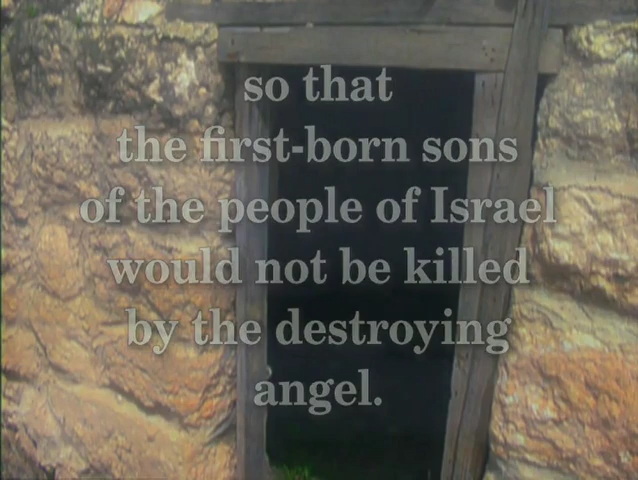 so that
the first-born sons
of the people of Israel
would not be killed
by the destroying
angel.